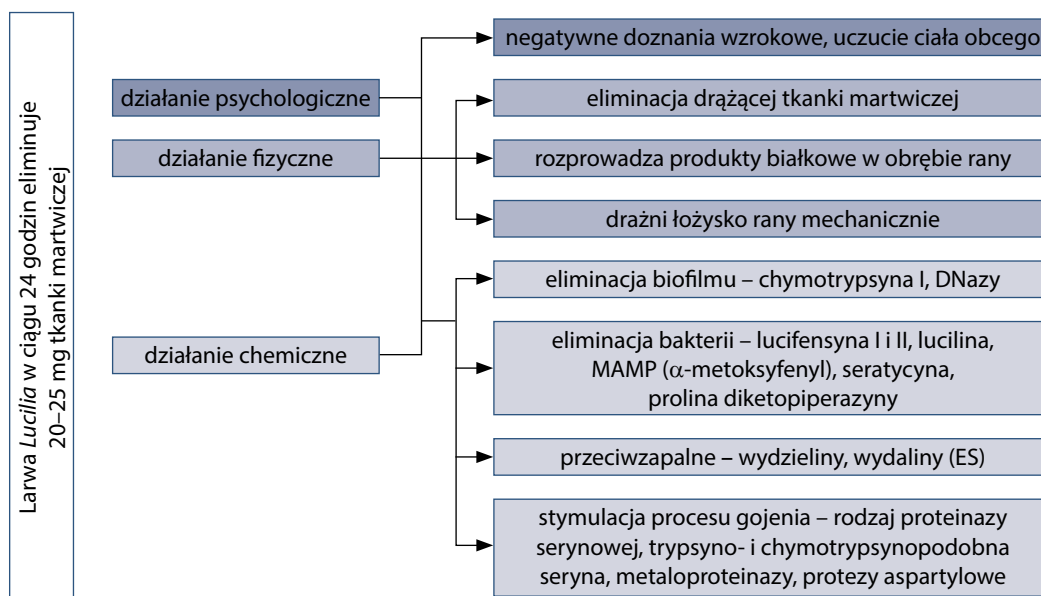 Larwa Lucilia w ciągu 24 godzin eliminuje
20–25 mg tkanki martwiczej
działanie psychologiczne
negatywne doznania wzrokowe, uczucie ciała obcego
działanie fizyczne
eliminacja drążącej tkanki martwiczej
rozprowadza produkty białkowe w obrębie rany
drażni łożysko rany mechanicznie
działanie chemiczne
eliminacja biofilmu – chymotrypsyna I, DNazy
eliminacja bakterii – lucifensyna I i II, lucilina,
MAMP (α-metoksyfenyl), seratycyna,
prolina diketopiperazyny
przeciwzapalne – wydzieliny, wydaliny (ES)
stymulacja procesu gojenia – rodzaj proteinazy
serynowej, trypsyno- i chymotrypsynopodobna
seryna, metaloproteinazy, protezy aspartylowe